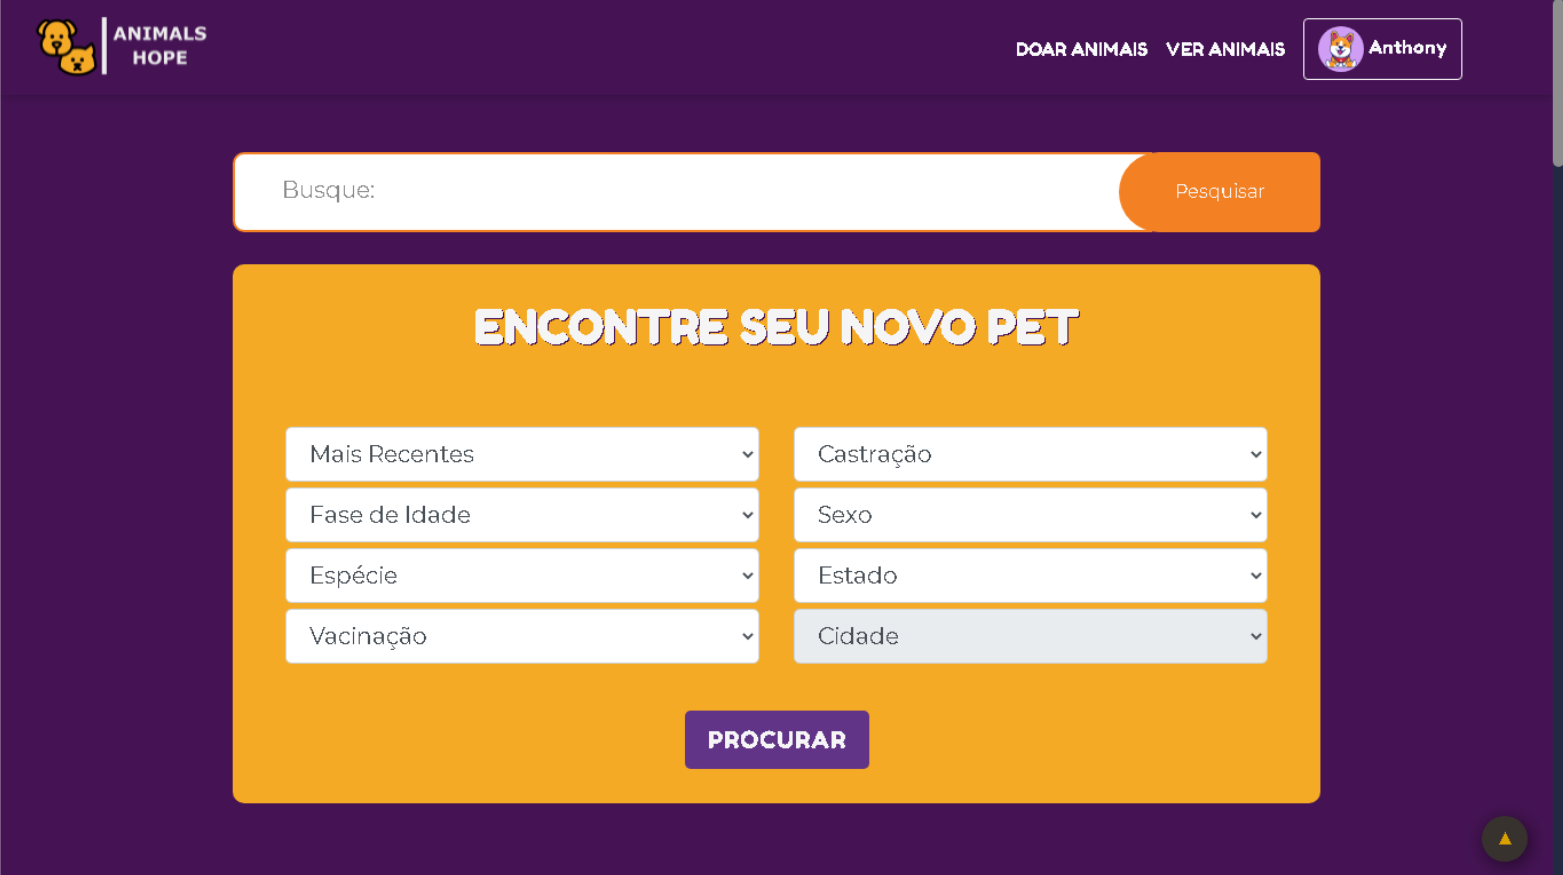 ANIMALS
HOPE
DOAR ANIMAIS VER ANIMAIS Anthony
Busque: Pesquisar
ENCONTRE SEU NOVO PET
Mais Recentes Castração
Fase de Idade Sexo
Espécie Estado
Vacinação Cidade
PROCURAR